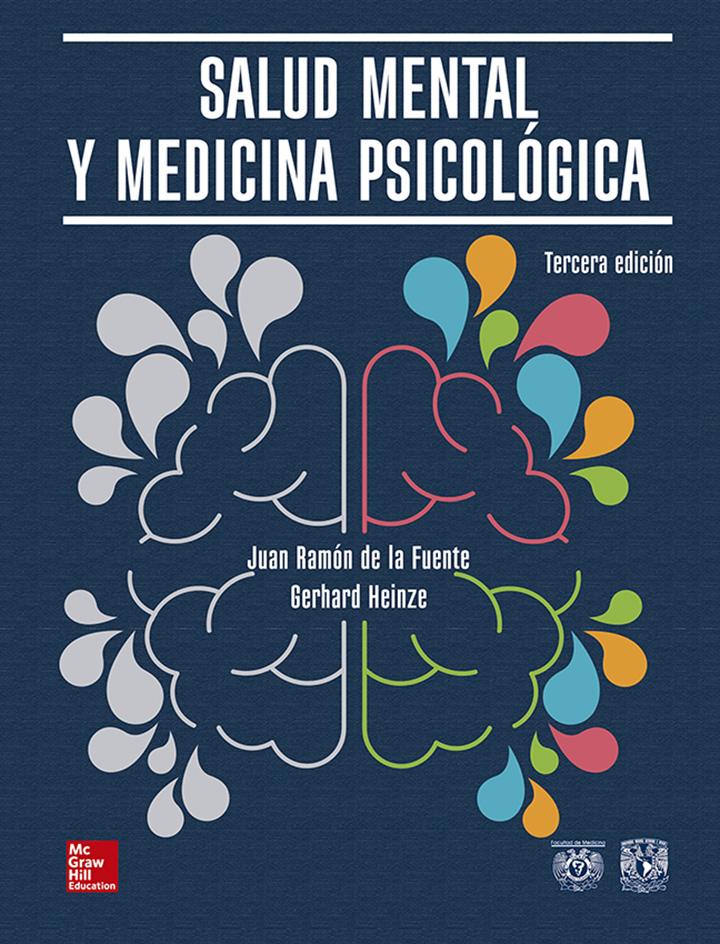 SALUD MENTAL
Y MEDICINA PSICOLÓGICA
Tercera edición
Juan Ramón de la Fuente
Gerhard Heinze
Mc
Graw
Hill
Education
Facultad de Medicina